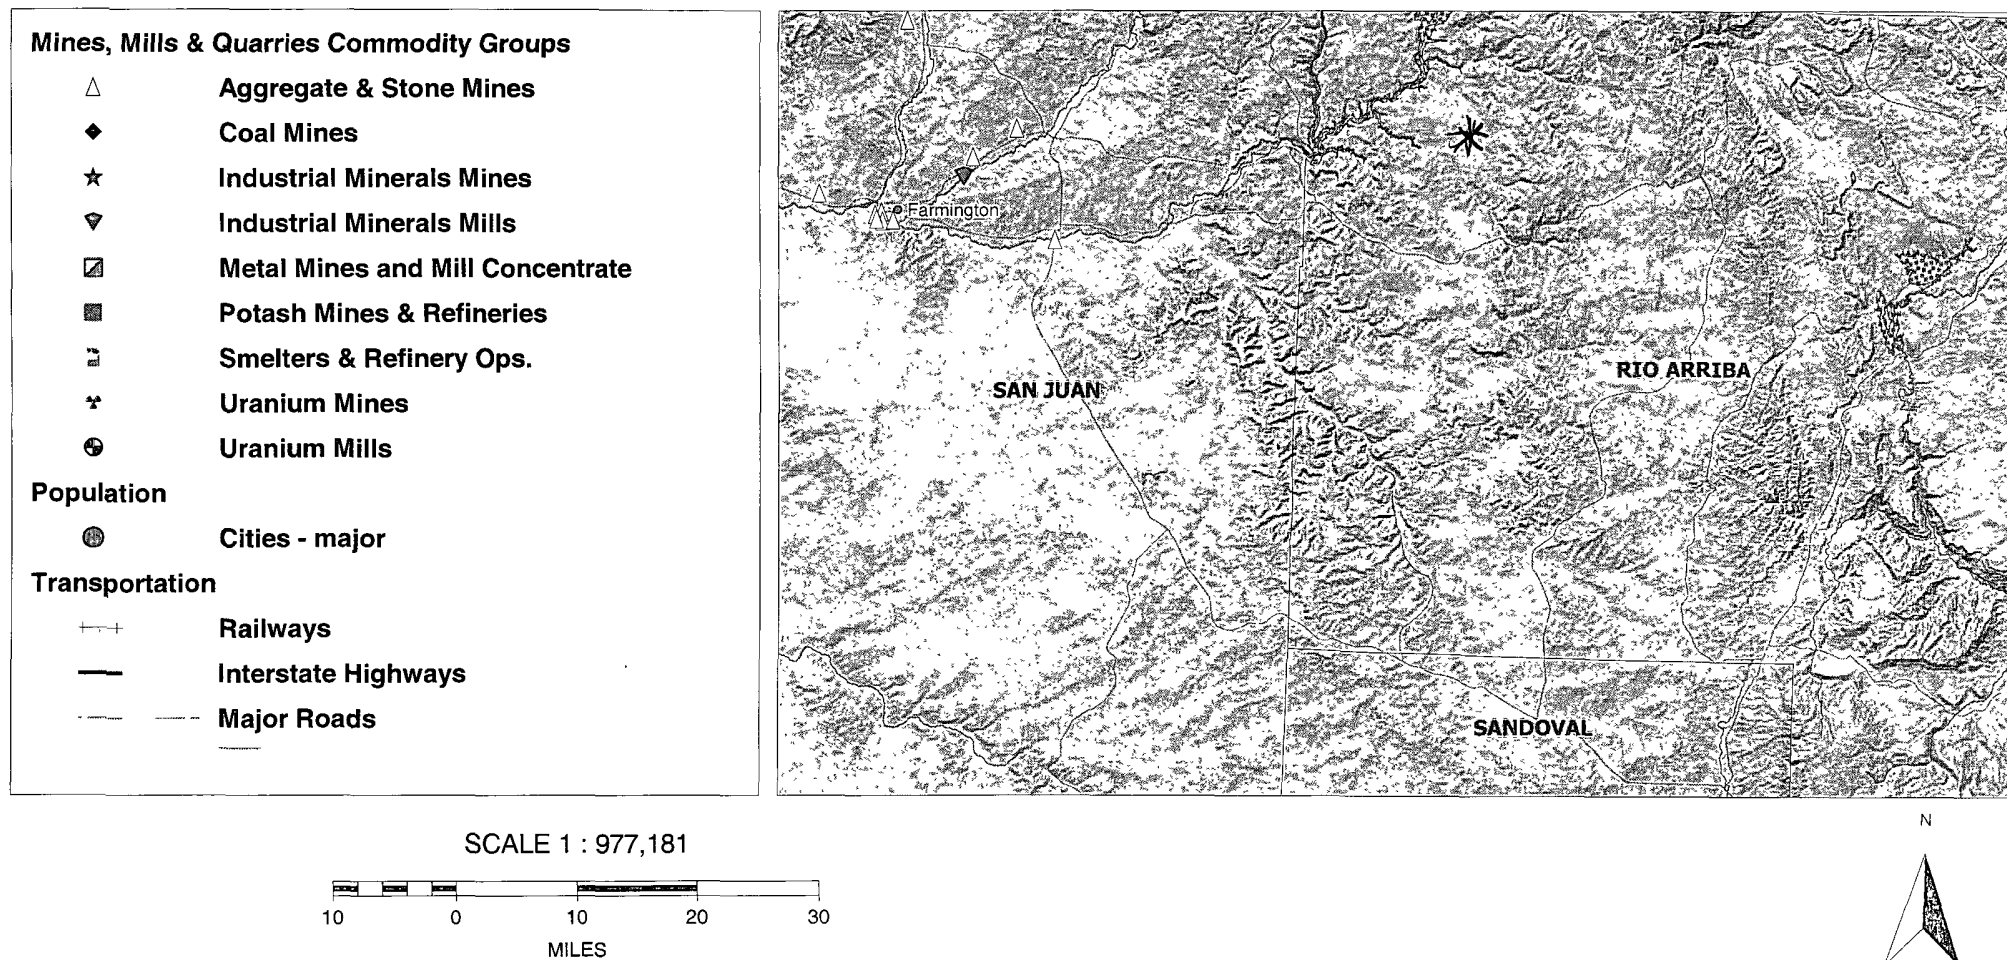 Mines, Mills & Quarries Commodity Groups
Aggregate & Stone Mines
Coal Mines
Industrial Minerals Mines
Industrial Minerals Mills
Metal Mines and Mill Concentrate
Potash Mines & Refineries
Smelters & Refinery Ops.
Uranium Mines
Uranium Mills
Population
Cities - major
Transportation
Railways
Interstate Highways
Major Roads
Farmington
SAN JUAN
RIO ARRIBA
SANDOVAL
SCALE 1 : 977,181
10 0 10 20 30
MILES
N